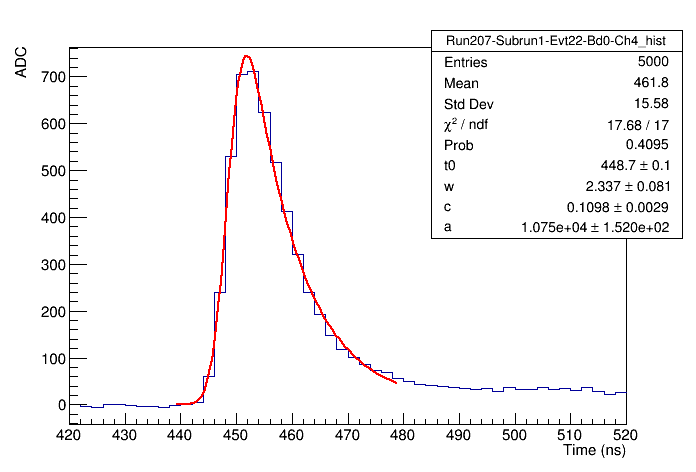 Run207-Subrun1-Evt22-Bd0-Ch4_hist
Entries 5000
Mean 461.8
Std Dev 15.58
χ² / ndf 17.68 / 17
Prob 0.4095
t0 448.7 ± 0.1
w 2.337 ± 0.081
c 0.1098 ± 0.0029
a 1.075e+04 ± 1.520e+02
ADC
700
600
500
400
300
200
100
0
420 430 440 450 460 470 480 490 500 510 520
Time (ns)